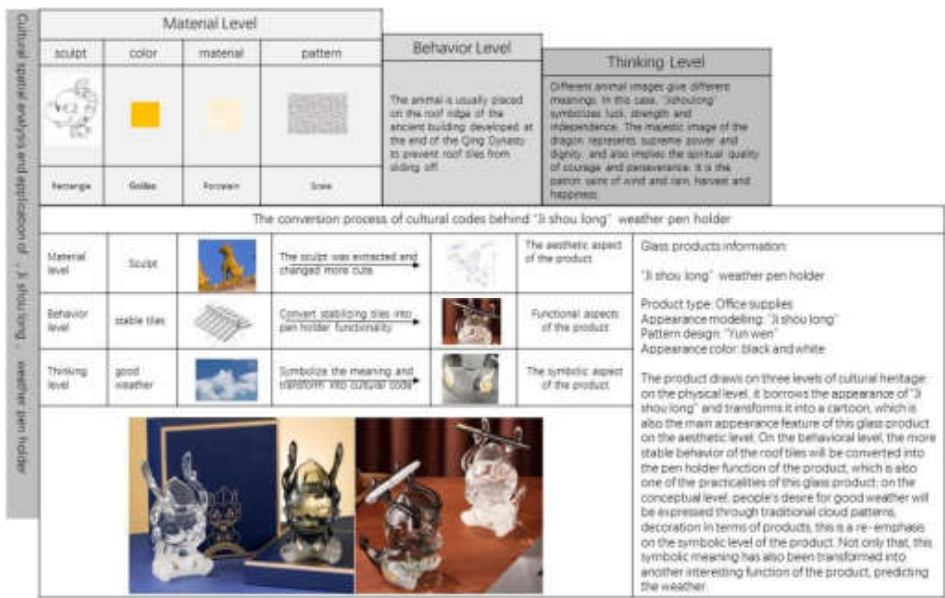 Cultural spatial analysis and application of "Ji shou long" weather pen holder
Material Level
sculpt
color
material
pattern
Rectangle
Golden
Porcelain
Scale
Behavior Level
The animal is usually placed
on the roof ridge of the
ancient building developed at
the end of the Qing Dynasty
to prevent roof tiles from
sliding off.
Thinking Level
Different animal images give different
meanings. In this case, "Jishoulong"
symbolizes luck, strength and
independence. The majestic image of the
dragon represents supreme power and
dignity, and also implies the spiritual quality
of courage and perseverance. It is the
patron saint of wind and rain, harvest and
happiness.
The conversion process of cultural codes behind "Ji shou long" weather pen holder
Material
level
Sculpt
The sculpt was extracted and
changed more cute.
The aesthetic aspect
of the product
Behavior
level
stable tiles
Convert stabilizing tiles into
pen holder functionality
Functional aspects
of the product
Thinking
level
good
weather
Symbolize the meaning and
transform into cultural code
The symbolic aspect
of the product
Glass products information:
"Ji shou long" weather pen holder
Product type: Office supplies
Appearance modelling: "Ji shou long"
Pattern design: "Yun wen"
Appearance color: black and white
The product draws on three levels of cultural heritage:
on the physical level, it borrows the appearance of "Ji
shou long" and transforms it into a cartoon, which is
also the main appearance feature of this glass product
on the aesthetic level. On the behavioral level, the more
stable behavior of the roof tiles will be converted into
the pen holder function of the product, which is also
one of the practicalities of this glass product; on the
conceptual level, people's desire for good weather will
be expressed through traditional cloud patterns,
decoration in terms of products, this is a re-emphasis
on the symbolic level of the product. Not only that, this
symbolic meaning has also been transformed into
another interesting function of the product, predicting
the weather.